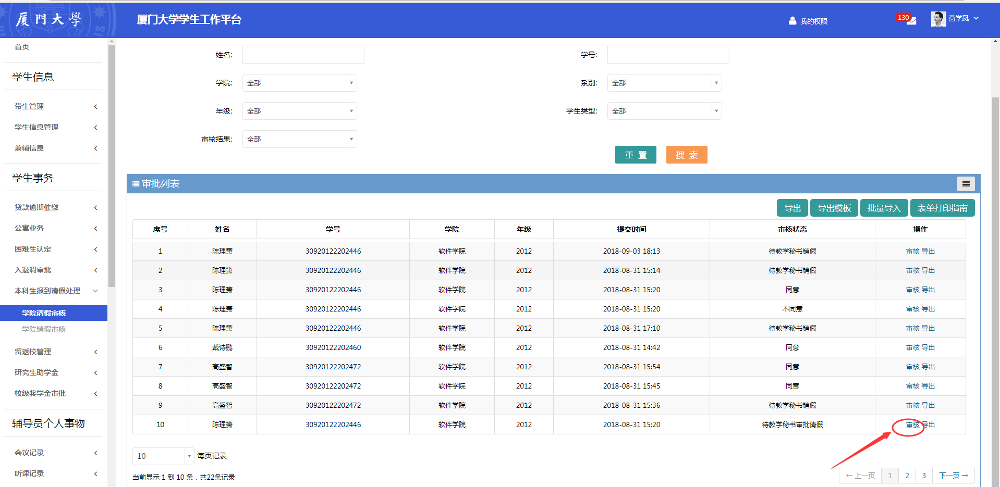 厦門大學
厦门大学学生工作平台
我的权限
130
葛学凤
首页
学生信息
带生管理
学生信息管理
兼辅信息
学生事务
贷款逾期催缴
公寓业务
困难生认定
入退调审批
本科生报到请假处理
学院请假审核
学院销假审核
留返校管理
研究生助学金
校级奖学金审批
辅导员个人事物
会议记录
听课记录
姓名:
学号:
学院: 全部
系别: 全部
年级: 全部
学生类型: 全部
审核结果: 全部
重 置 搜 索
审批列表
导出 导出模板 批量导入 表单打印指南
序号 姓名 学号 学院 年级 提交时间 审核状态 操作
1 陈理箫 30920122202446 软件学院 2012 2018-09-03 18:13 待教学秘书销假 审核 导出
2 陈理箫 30920122202446 软件学院 2012 2018-08-31 15:14 待教学秘书销假 审核 导出
3 陈理箫 30920122202446 软件学院 2012 2018-08-31 15:20 同意 审核 导出
4 陈理箫 30920122202446 软件学院 2012 2018-08-31 15:20 不同意 审核 导出
5 陈理箫 30920122202446 软件学院 2012 2018-08-31 17:10 待教学秘书销假 审核 导出
6 戴诗鹏 30920122202460 软件学院 2012 2018-08-31 14:42 同意 审核 导出
7 高盛智 30920122202472 软件学院 2012 2018-08-31 15:54 同意 审核 导出
8 高盛智 30920122202472 软件学院 2012 2018-08-31 15:45 同意 审核 导出
9 高盛智 30920122202472 软件学院 2012 2018-08-31 15:36 待教学秘书销假 审核 导出
10 陈理箫 30920122202446 软件学院 2012 2018-08-31 15:20 待教学秘书审批请假 审核 导出
10 每页记录
当前显示 1 到 10 条，共22条记录
← 上一页 1 2 3 下一页 →